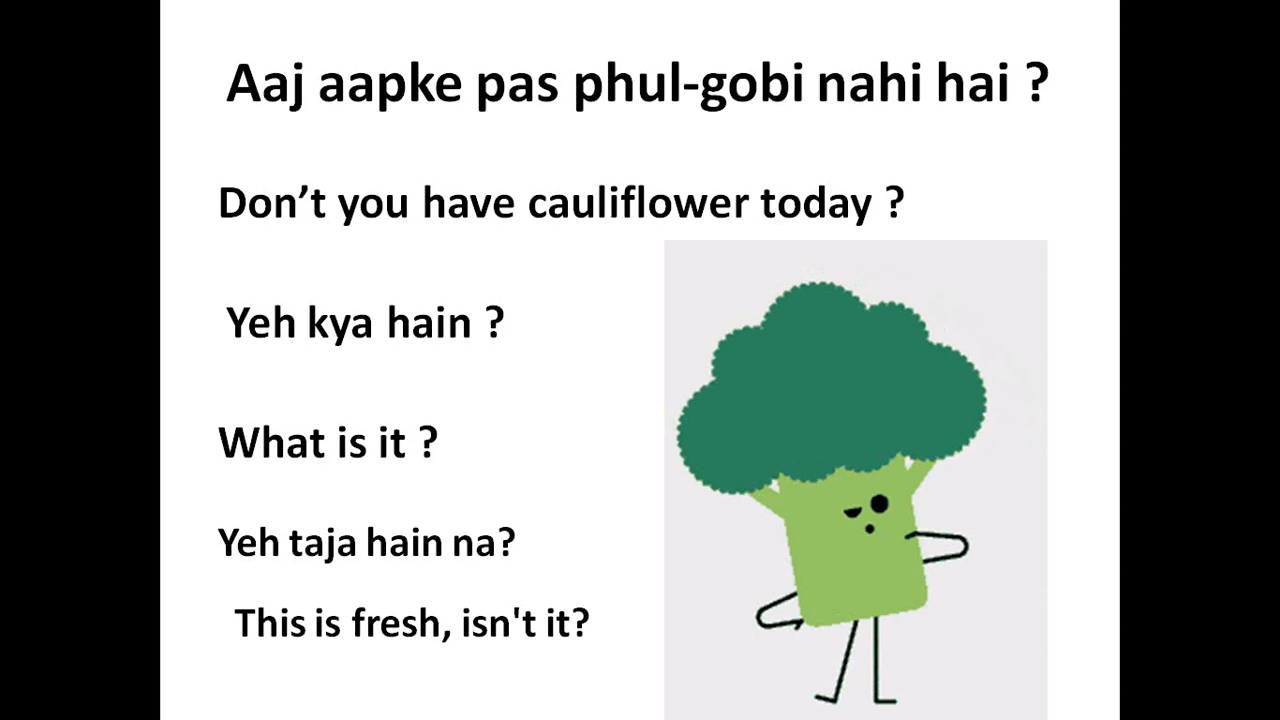 Aaj aapke pas phul-gobi nahi hai ?
Don’t you have cauliflower today ?
Yeh kya hain ?
What is it ?
Yeh taja hain na?
This is fresh, isn't it?